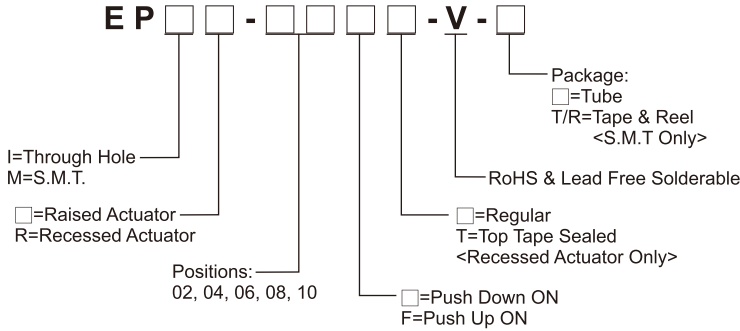 EP□□-□□□□-V-□
Package:
□=Tube
T/R=Tape & Reel
<S.M.T Only>
I=Through Hole
M=S.M.T.
RoHS & Lead Free Solderable
□=Raised Actuator
R=Recessed Actuator
□=Regular
T=Top Tape Sealed
<Recessed Actuator Only>
Positions:
02, 04, 06, 08, 10
□=Push Down ON
F=Push Up ON